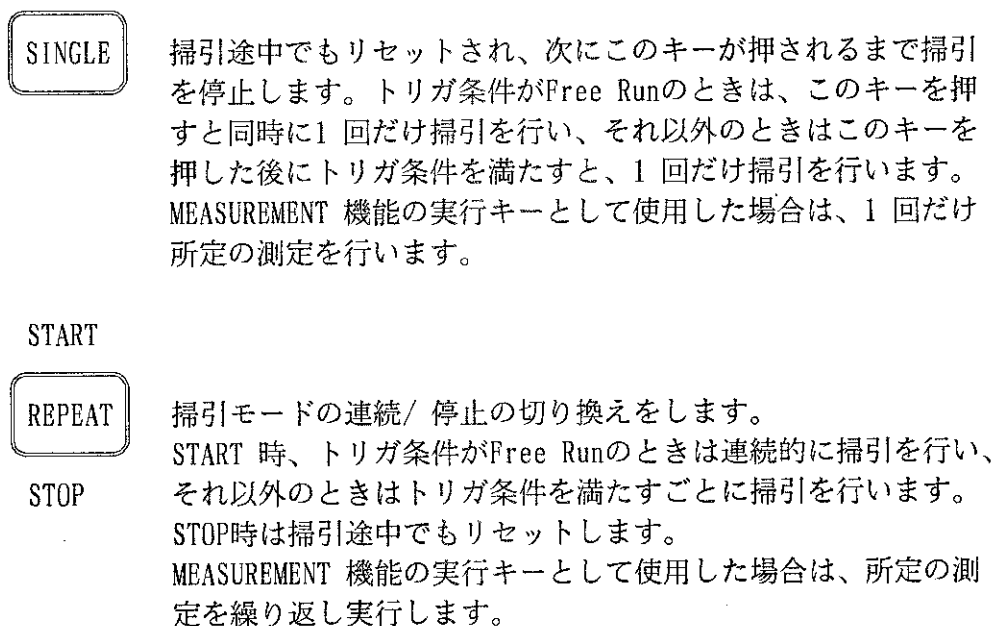 SINGLE 掃引途中でもリセットされ、次にこのキーが押されるまで掃引
を停止します。トリガ条件がFree Runのときは、このキーを押
すと同時に1 回だけ掃引を行い、それ以外のときはこのキーを
押した後にトリガ条件を満たすと、1 回だけ掃引を行います。
MEASUREMENT 機能の実行キーとして使用した場合は、1 回だけ
所定の測定を行います。
START
REPEAT 掃引モードの連続/ 停止の切り換えをします。
START 時、トリガ条件がFree Runのときは連続的に掃引を行い、
STOP それ以外のときはトリガ条件を満たすごとに掃引を行います。
STOP時は掃引途中でもリセットします。
MEASUREMENT 機能の実行キーとして使用した場合は、所定の測
定を繰り返し実行します。